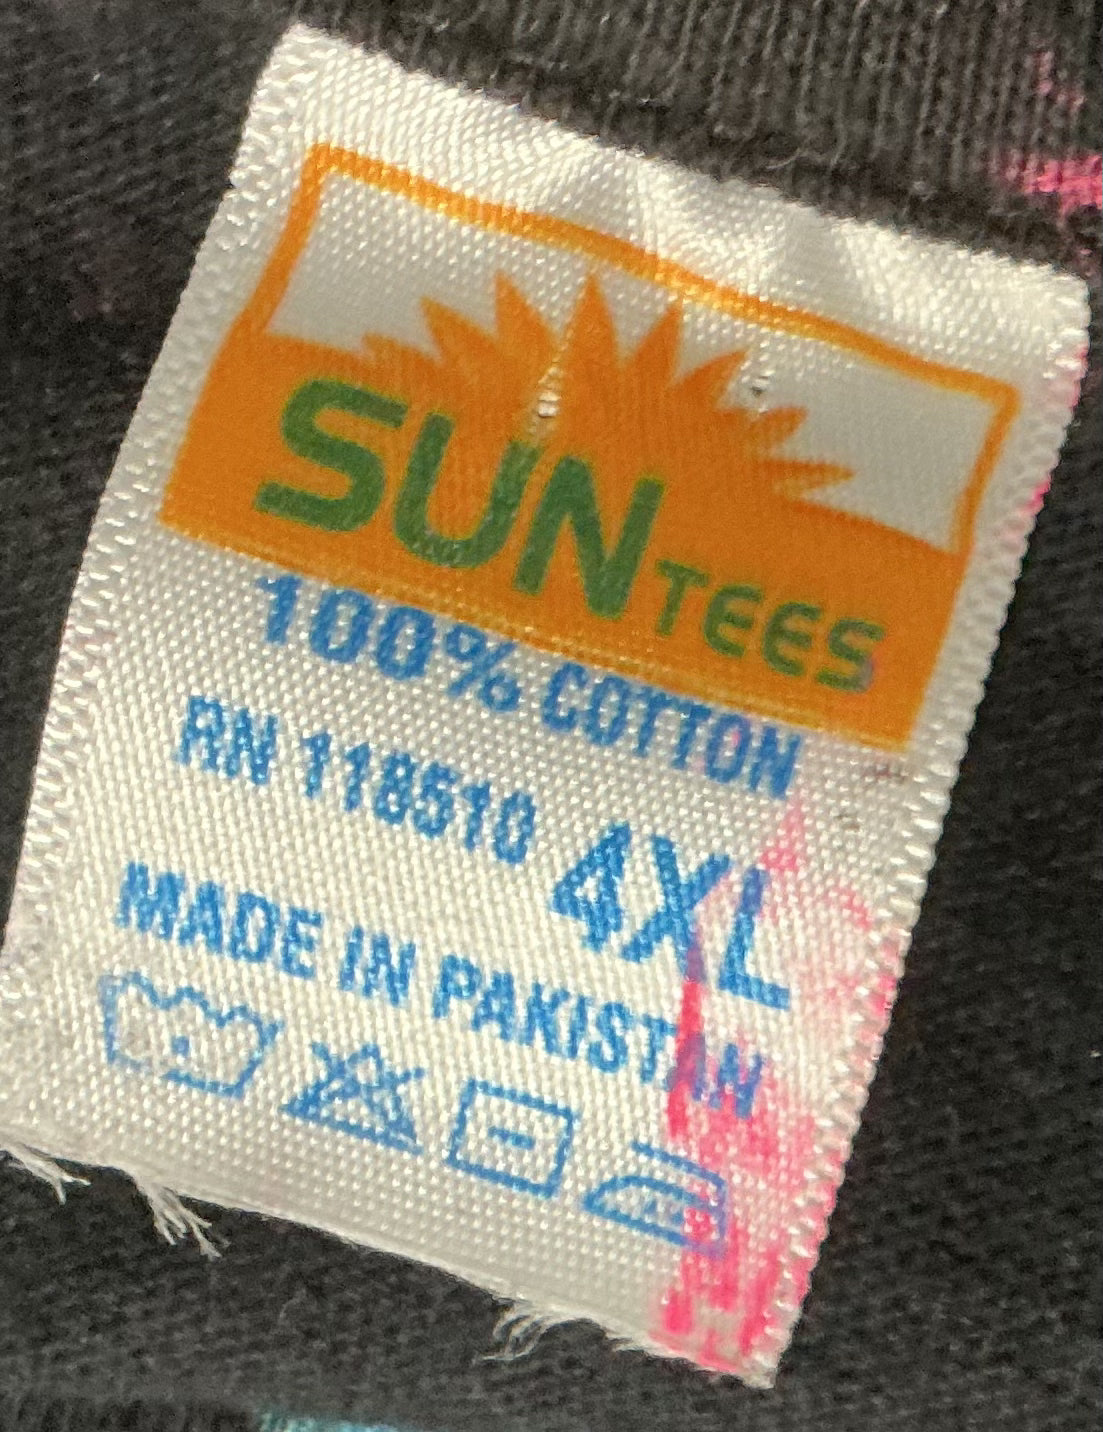 SUN TEES
100% COTTON
RN 118510
4XL
MADE IN PAKISTAN